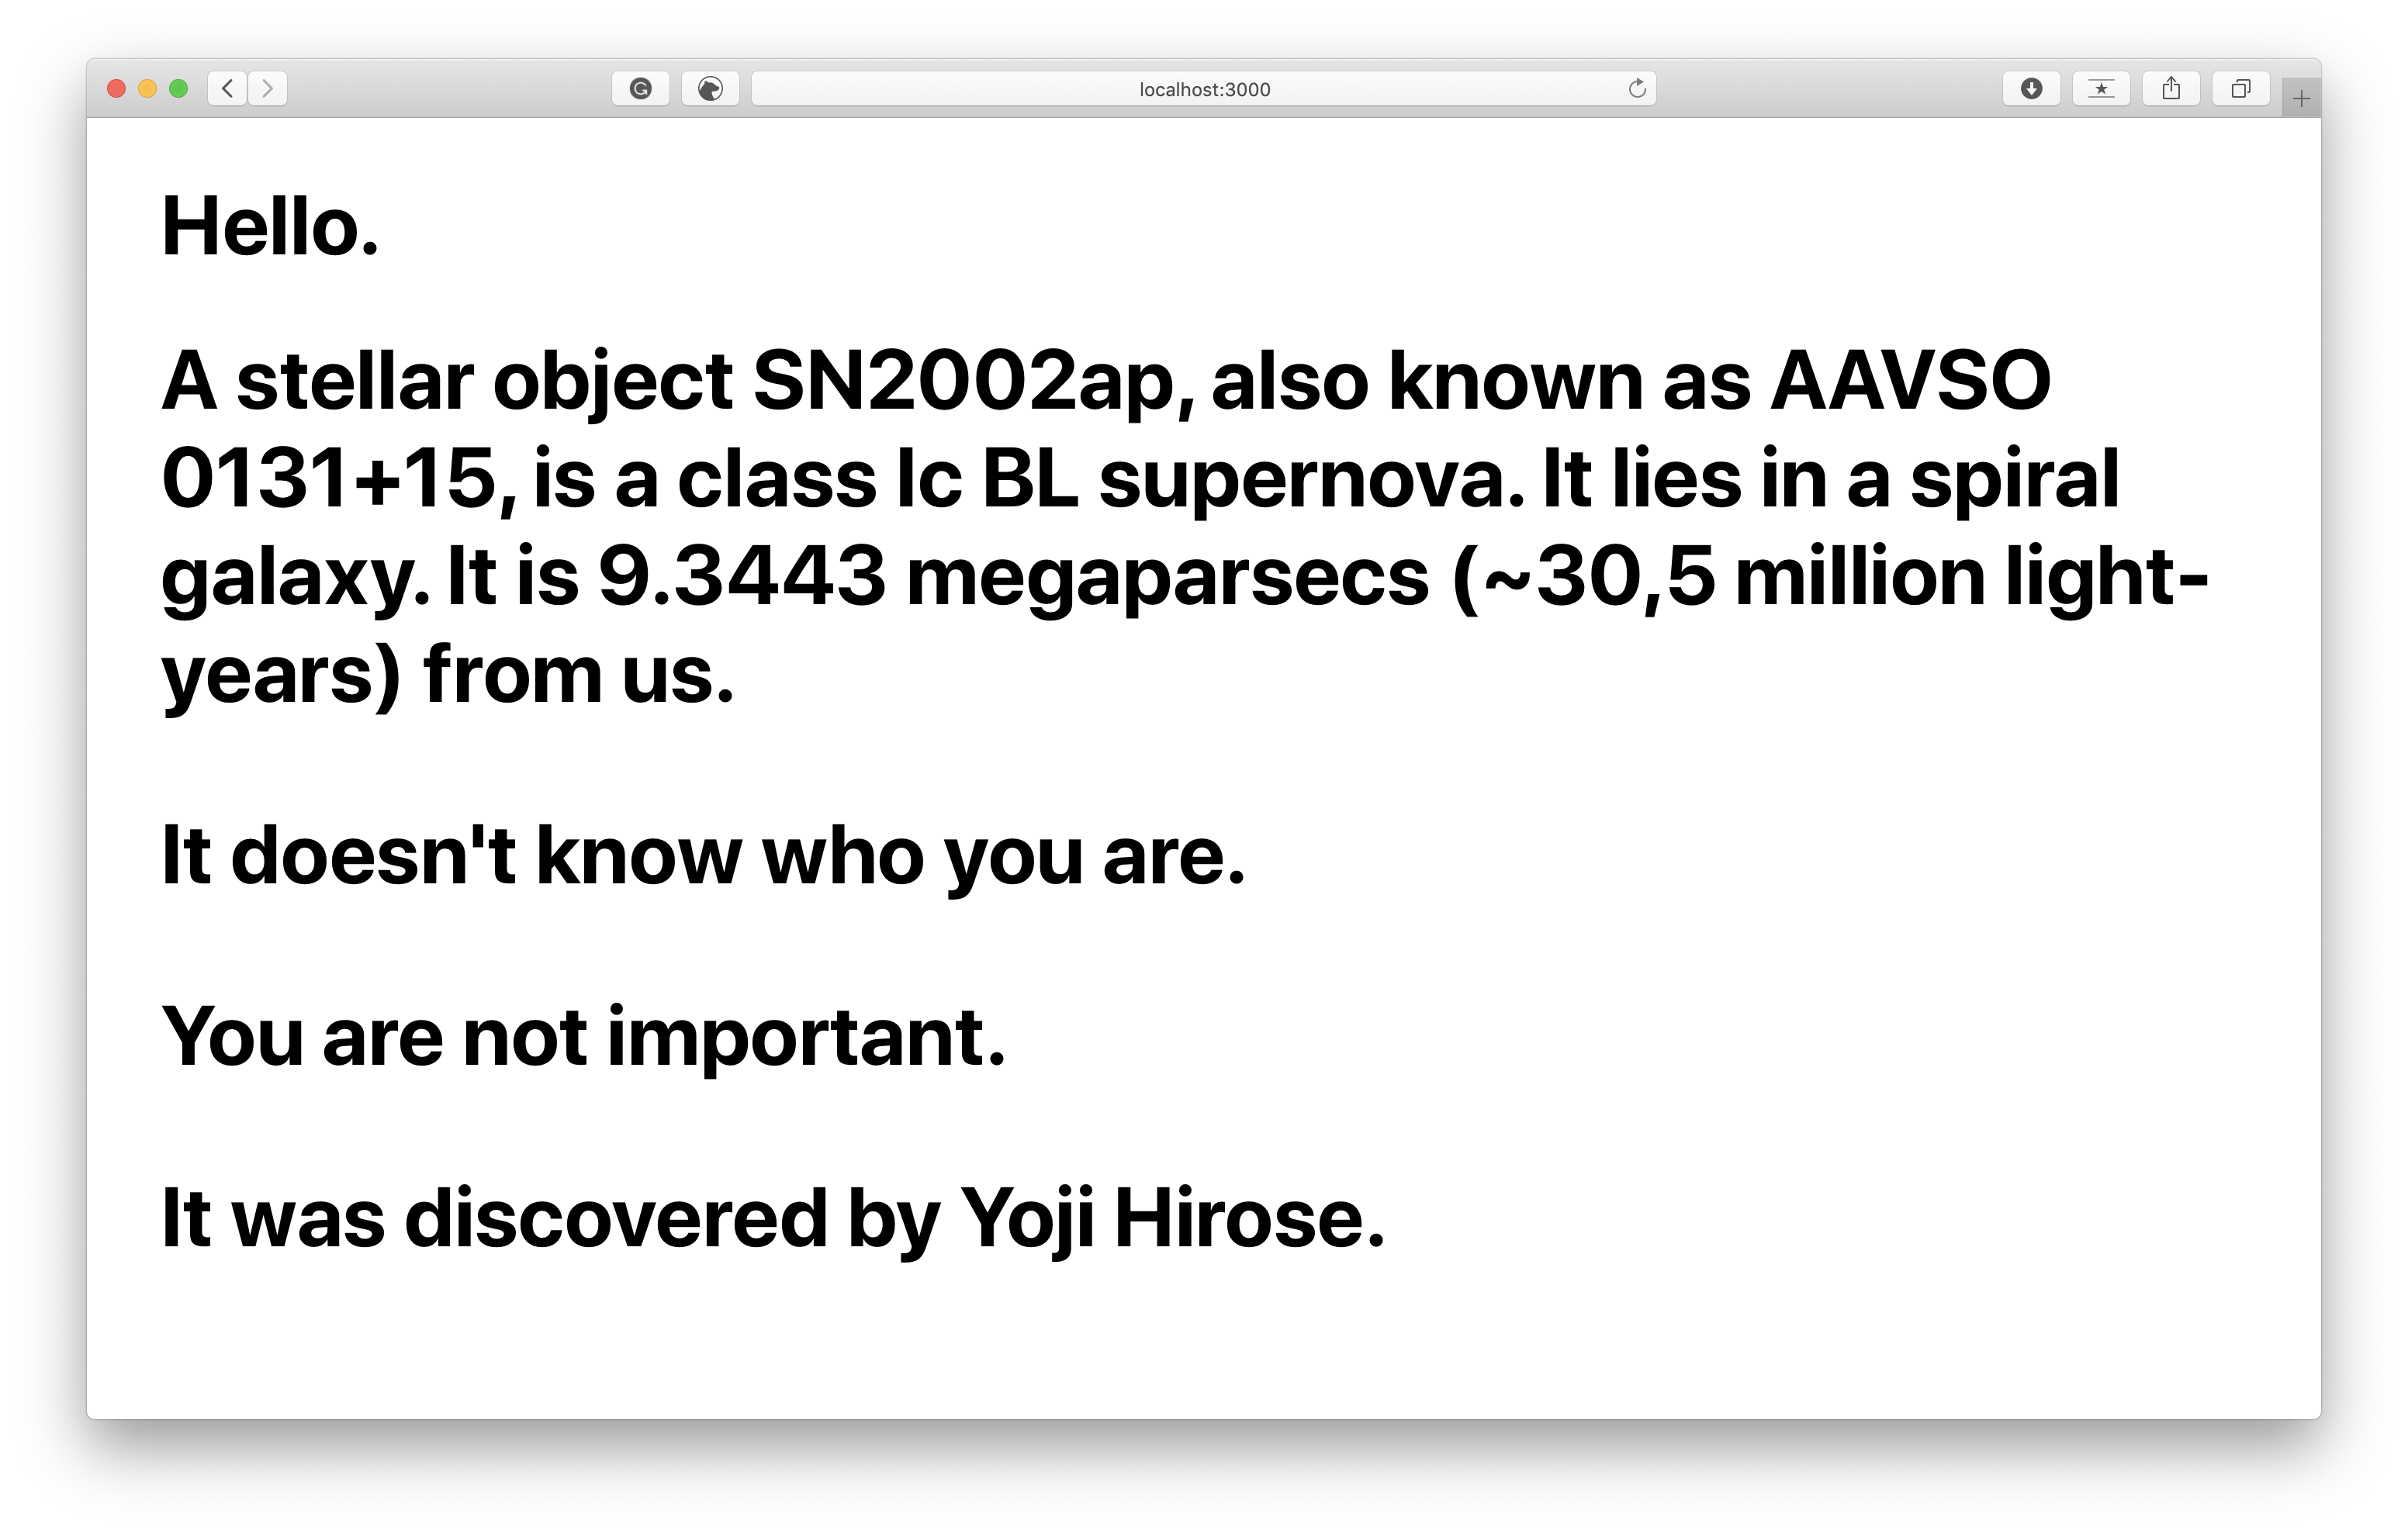 localhost:3000
Hello.
A stellar object SN2002ap, also known as AAVSO
0131+15, is a class Ic BL supernova. It lies in a spiral
galaxy. It is 9.3443 megaparsecs (~30,5 million light-
years) from us.
It doesn't know who you are.
You are not important.
It was discovered by Yoji Hirose.